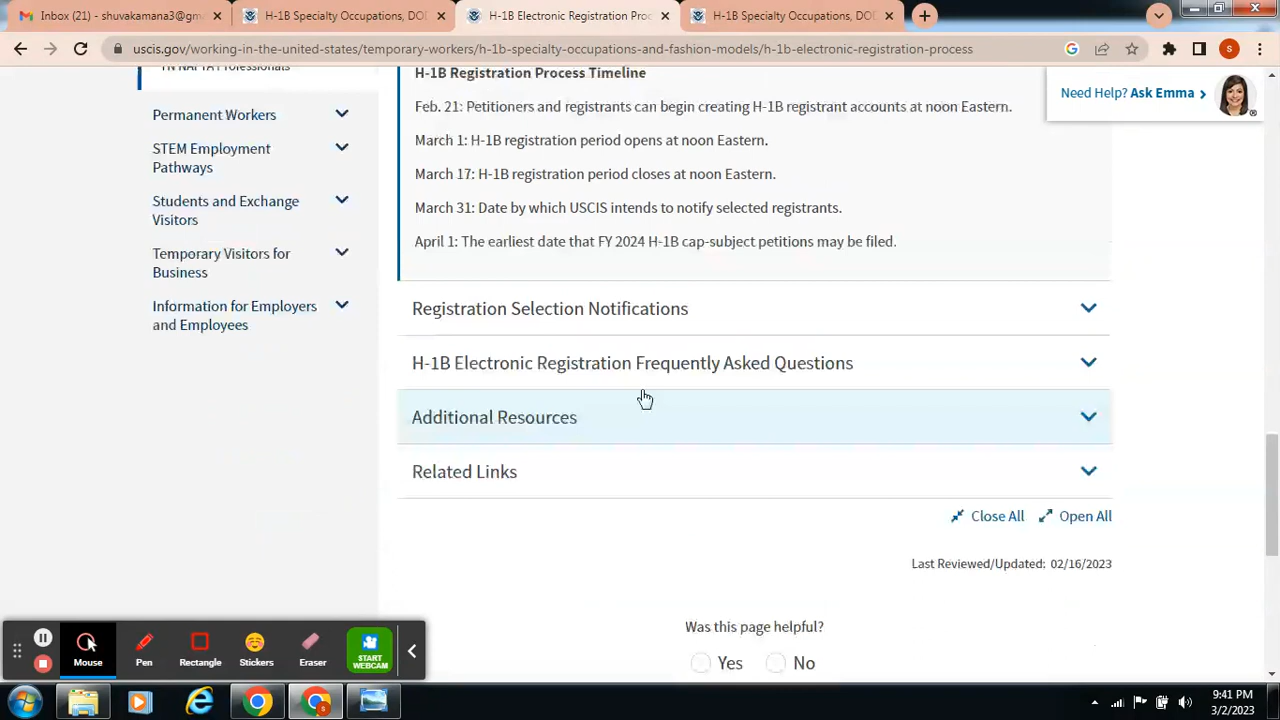 Inbox (21) - shuvakamana3@gm
H-1B Specialty Occupations, DOD
H-1B Electronic Registration Pro
H-1B Specialty Occupations, DOD
uscis.gov/working-in-the-united-states/temporary-workers/h-1b-specialty-occupations-and-fashion-models/h-1b-electronic-registration-process
S
TN NAFTA Professionals
Permanent Workers
STEM Employment
Pathways
Students and Exchange
Visitors
Temporary Visitors for
Business
Information for Employers
and Employees
H-1B Registration Process Timeline
Feb. 21: Petitioners and registrants can begin creating H-1B registrant accounts at noon Eastern.
March 1: H-1B registration period opens at noon Eastern.
March 17: H-1B registration period closes at noon Eastern.
March 31: Date by which USCIS intends to notify selected registrants.
April 1: The earliest date that FY 2024 H-1B cap-subject petitions may be filed.
Need Help? Ask Emma
Registration Selection Notifications
H-1B Electronic Registration Frequently Asked Questions
Additional Resources
Related Links
Close All Open All
Last Reviewed/Updated: 02/16/2023
Was this page helpful?
Yes No
Mouse Pen Rectangle Stickers Eraser START
WEBCAM
9:41 PM
3/2/2023